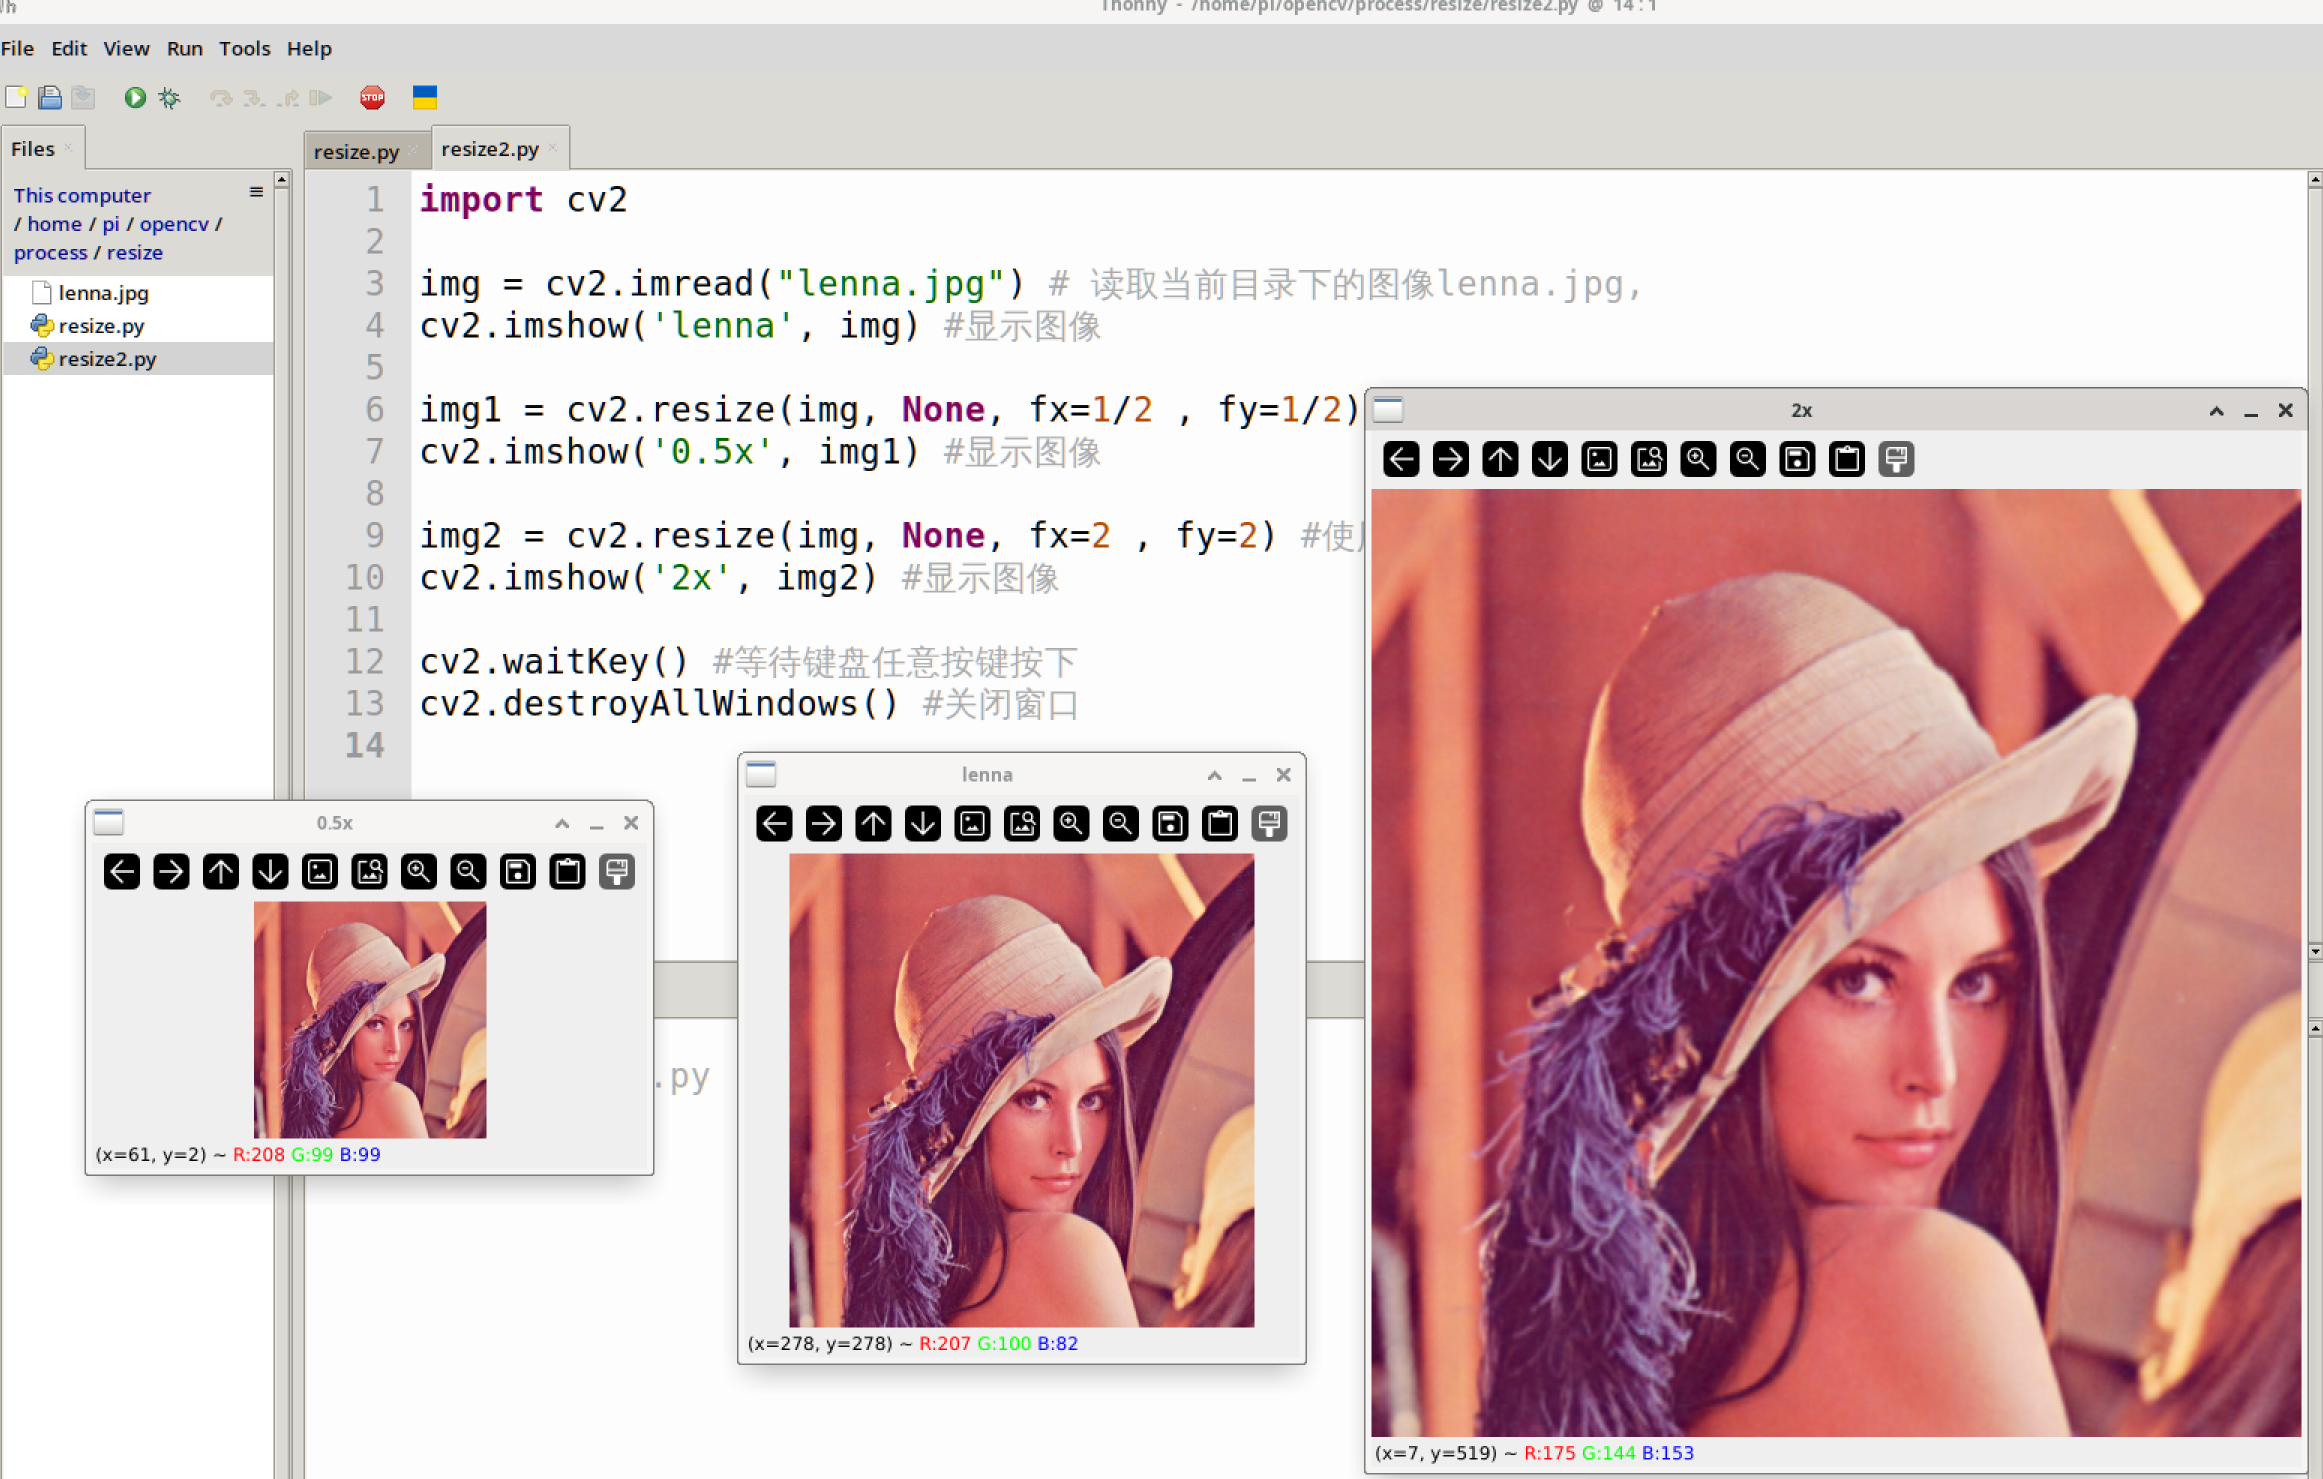 Thonny - /home/pi/opencv/process/resize/resize2.py @ 14:1
File Edit View Run Tools Help
STOP
Files
resize.py
resize2.py
This computer
/ home / pi / opencv /
process / resize
lenna.jpg
resize.py
resize2.py
1 import cv2
2
3 img = cv2.imread("lenna.jpg") # 读取当前目录下的图像lenna.jpg,
4 cv2.imshow('lenna', img) #显示图像
5
6 img1 = cv2.resize(img, None, fx=1/2 , fy=1/2)
7 cv2.imshow('0.5x', img1) #显示图像
8
9 img2 = cv2.resize(img, None, fx=2 , fy=2) #使
10 cv2.imshow('2x', img2) #显示图像
11
12 cv2.waitKey() #等待键盘任意按键按下
13 cv2.destroyAllWindows() #关闭窗口
14
.py
0.5x
(x=61, y=2) ~ R:208 G:99 B:99
lenna
(x=278, y=278) ~ R:207 G:100 B:82
2x
(x=7, y=519) ~ R:175 G:144 B:153